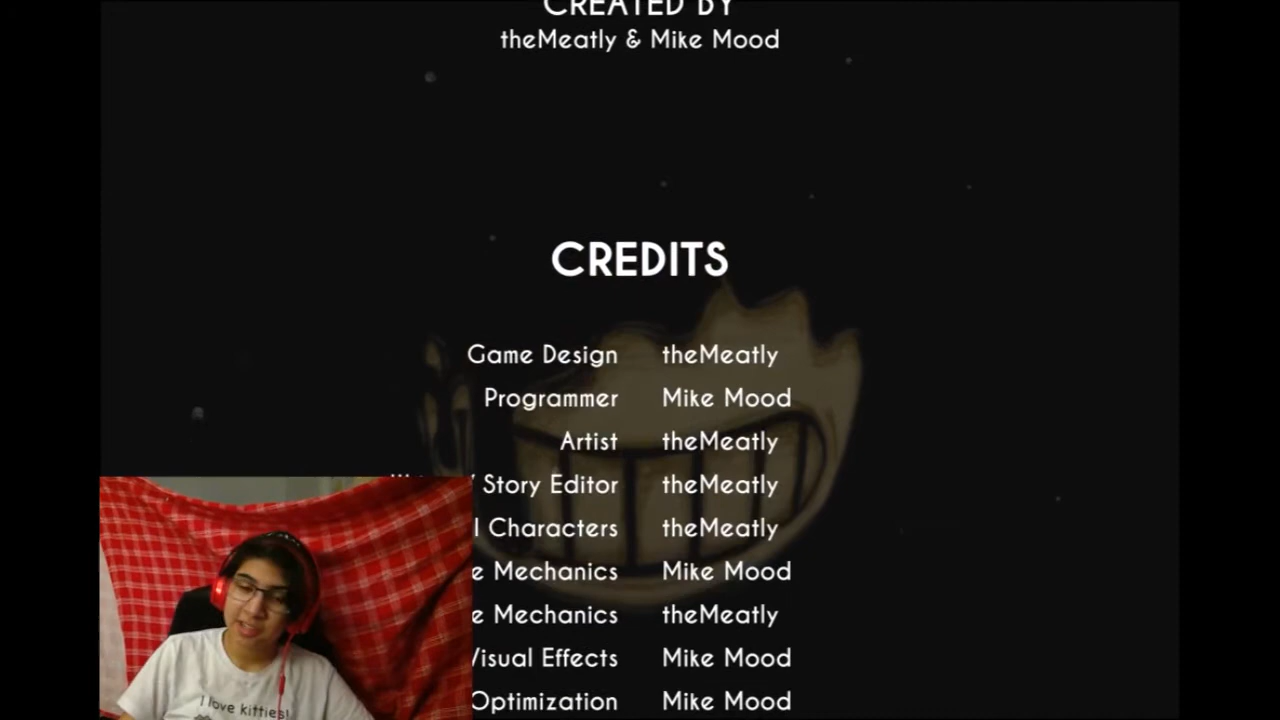 CREATED BY
theMeatly & Mike Mood
CREDITS
Game Design theMeatly
Programmer Mike Mood
Artist theMeatly
/ Story Editor theMeatly
Characters theMeatly
Mechanics Mike Mood
Mechanics theMeatly
Visual Effects Mike Mood
Optimization Mike Mood
I love kitties!